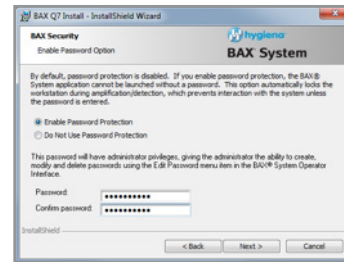 BAX Q7 Install - InstallShield Wizard
BAX Security
Enable Password Option
hygiena
BAX System
By default, password protection is disabled. If you enable password protection, the BAX®
System application cannot be launched without a password. This option automatically locks the
workstation during amplification/detection, which prevents interaction with the system unless
the password is entered.
Enable Password Protection
Do Not Use Password Protection
This password will have administrator privileges, giving the administrator the ability to create,
modify and delete passwords using the Edit Password menu item in the BAX® System Operator
Interface.
Password:
Confirm password:
InstallShield
< Back
Next >
Cancel